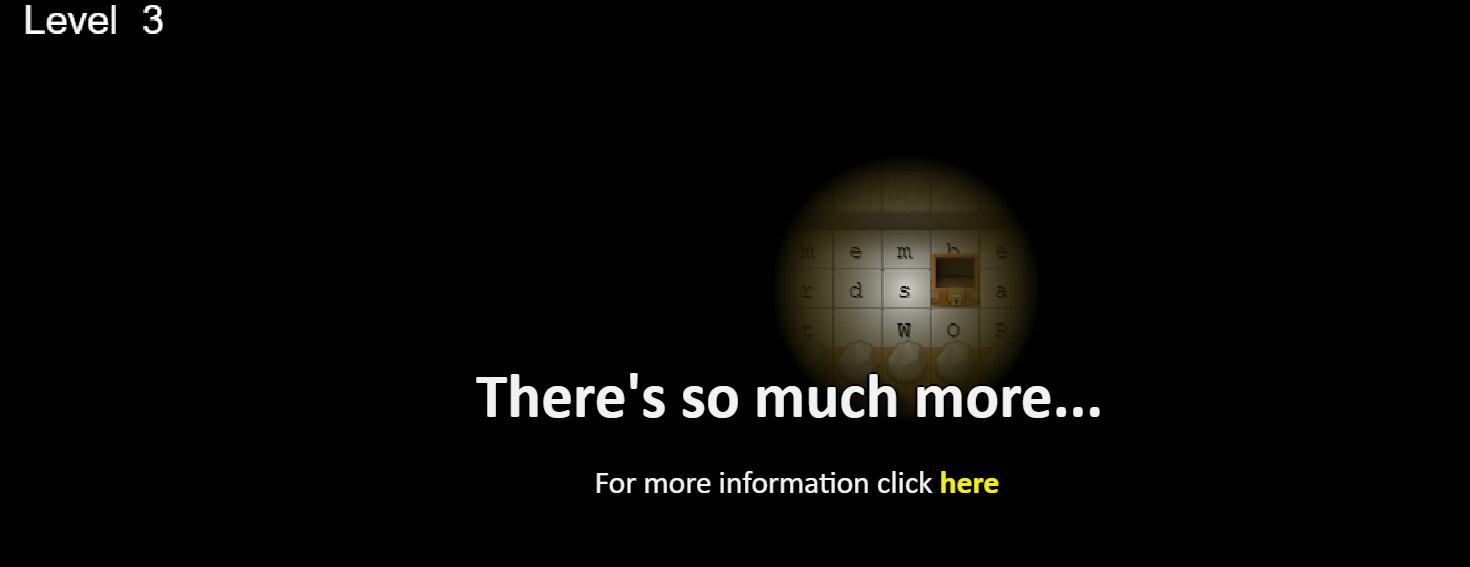 Level 3
m e m b e
r d s a
t W O R
There's so much more...
For more information click here